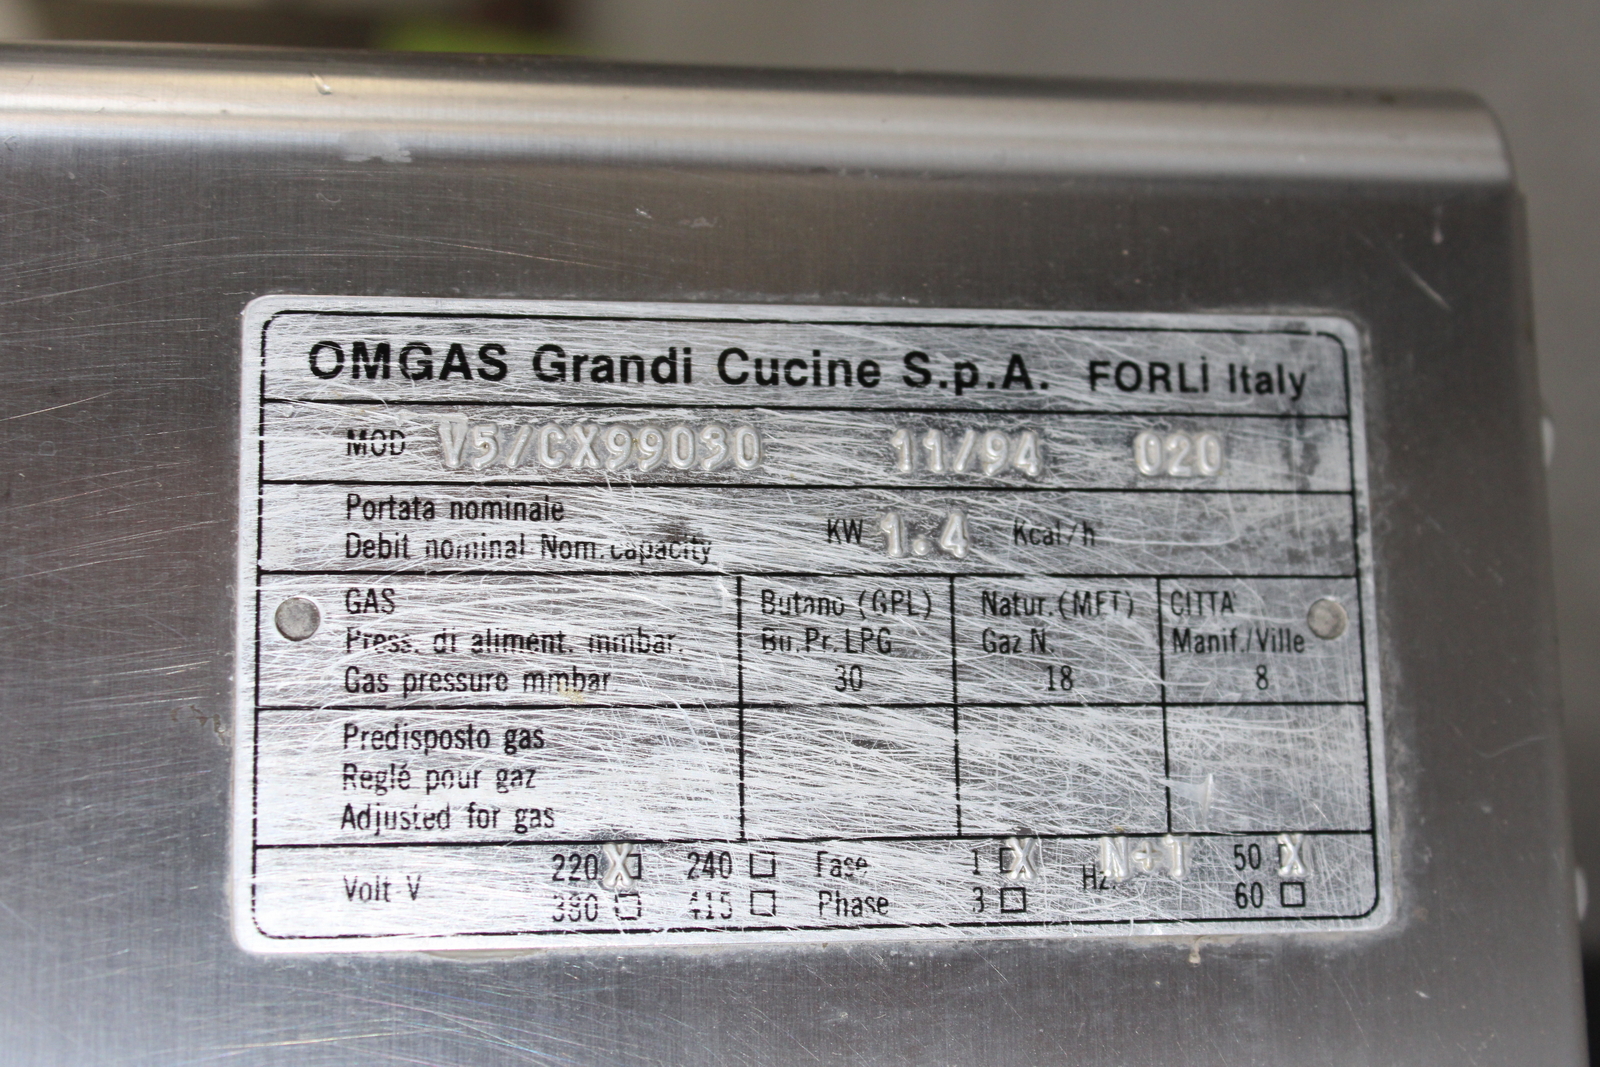 OMGAS Grandi Cucine S.p.A. FORLÌ Italy
MOD V5/CX99030 11/94 020
Portata nominale
Debit nominal Nom. capacity KW 1.4 Kcal/h
GAS Butano (GPL) Natur. (MET) CITTA'
Press. di aliment. mmbar. Bu.Pr. LPG Gaz N. Manif./Ville
Gas pressure mmbar 30 18 8
Predisposto gas
Reglé pour gaz
Adjusted for gas
Volt V 220 X 240 Fase 1 X Hz. N+T 50 X
380 415 Phase 3 60